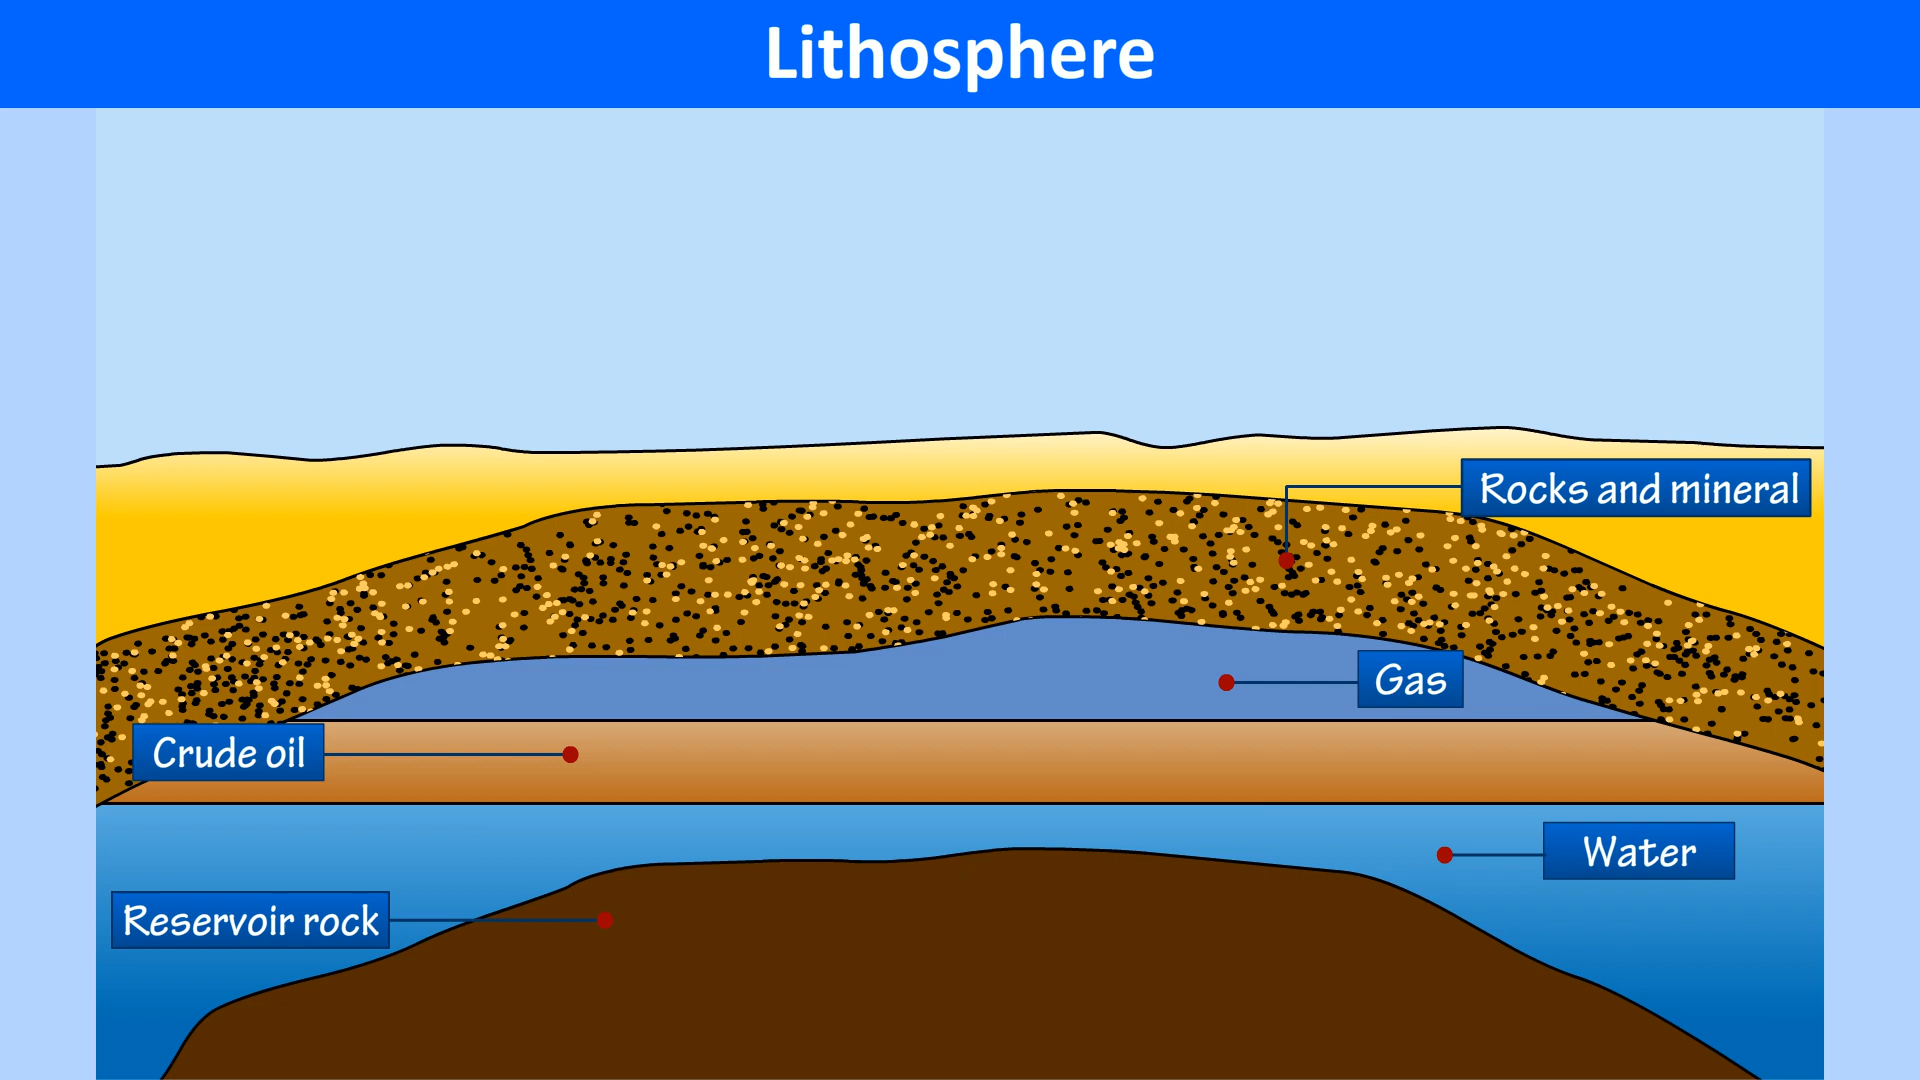 Lithosphere
Rocks and mineral
Gas
Crude oil
Water
Reservoir rock